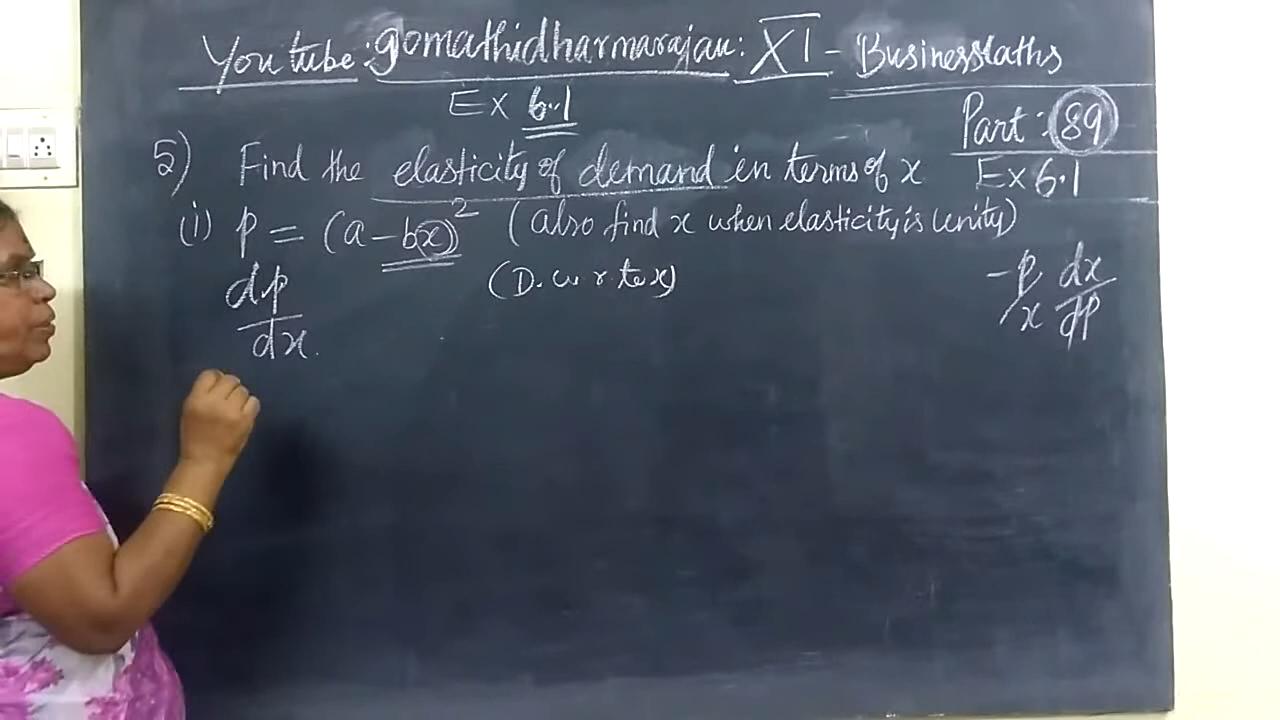 Youtube: gomathidharmarajan: XI - BusinessMaths
Ex 6.1
Part: 89
5) Find the elasticity of demand in terms of x Ex 6.1
(i) p = (a - bx)² (also find x when elasticity is unity)
dp/dx (D. w. r. to x) -p/x dx/dp